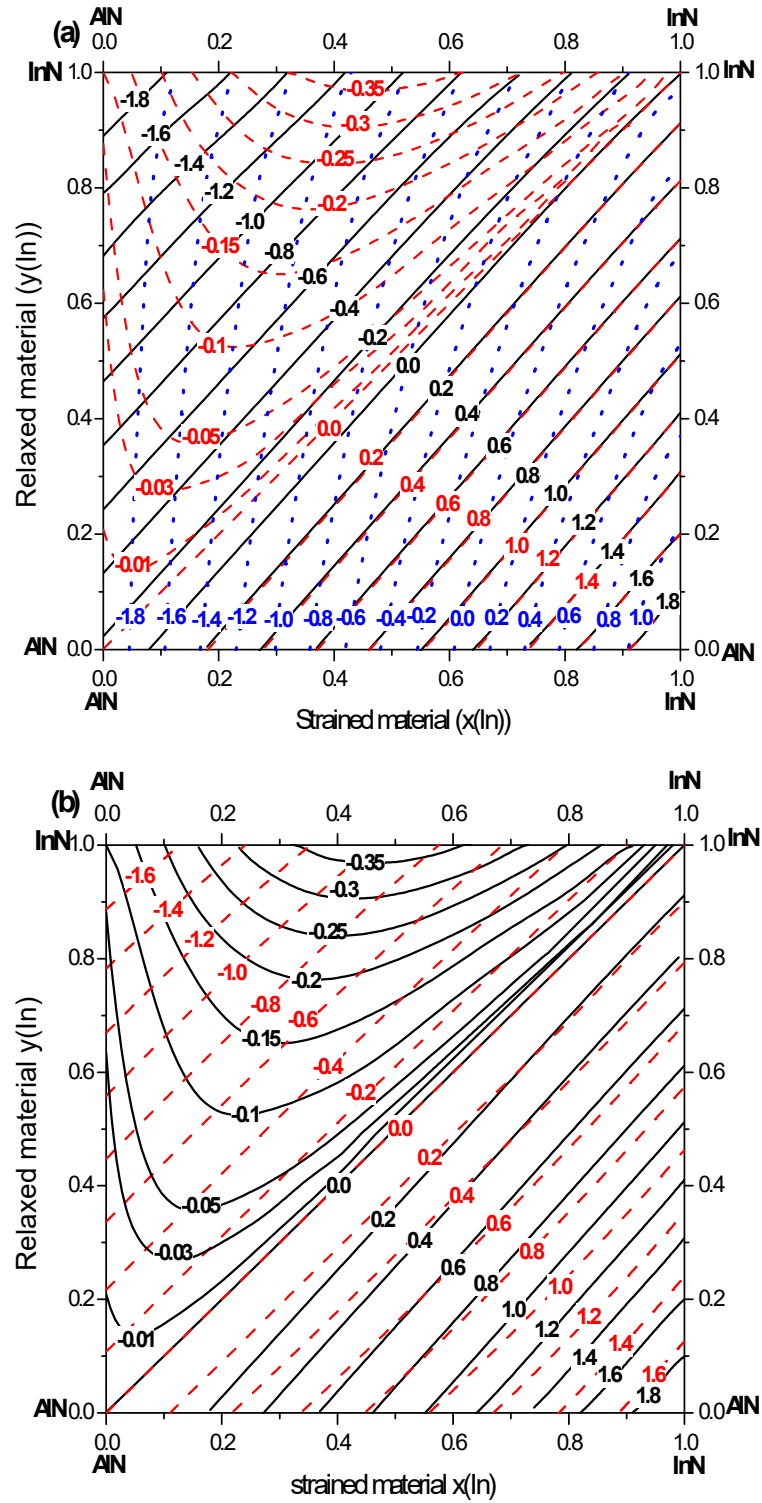 AlN InN
(a) 0.0 0.2 0.4 0.6 0.8 1.0
InN 1.0 1.0 InN
-1.8 -0.35
-1.6 -0.3
-1.4 -0.25
0.8 0.8
-1.2 -0.2
-1.0
-0.15 -0.8
-0.6
0.6 0.6
-0.4
-0.1 -0.2
0.0
0.2
0.4 0.4
0.4
-0.05 0.0 0.6
0.2
-0.03 0.4 0.8
0.6 1.0
0.8 1.2
0.2 0.2
-0.01 1.0 1.4
1.2 1.6
1.4 1.8
-1.8 -1.6 -1.4 -1.2 -1.0 -0.8 -0.6 -0.4 -0.2 0.0 0.2 0.4 0.6 0.8 1.0
AlN 0.0 0.0 AlN
0.0 0.2 0.4 0.6 0.8 1.0
AlN InN
Strained material (x(In))
Relaxed material (y(In))
AlN InN
(b) 0.0 0.2 0.4 0.6 0.8 1.0
InN 1.0 1.0 InN
-1.6 -0.35
-1.4 -0.3
-1.2 -0.25
0.8 0.8
-1.0 -0.2
-0.8
-0.15 -0.6
0.6 -0.4 0.6
-0.2
-0.1 0.0
0.2
0.4 0.0 0.4
-0.05 0.2 0.4
0.4 0.6
-0.03 0.6 0.8
0.8 1.0
0.2 1.0 1.2 0.2
-0.01 1.2 1.4
1.4 1.6
1.6
1.8
AlN 0.0 0.0 AlN
0.0 0.2 0.4 0.6 0.8 1.0
AlN InN
strained material x(In)
Relaxed material y(In)